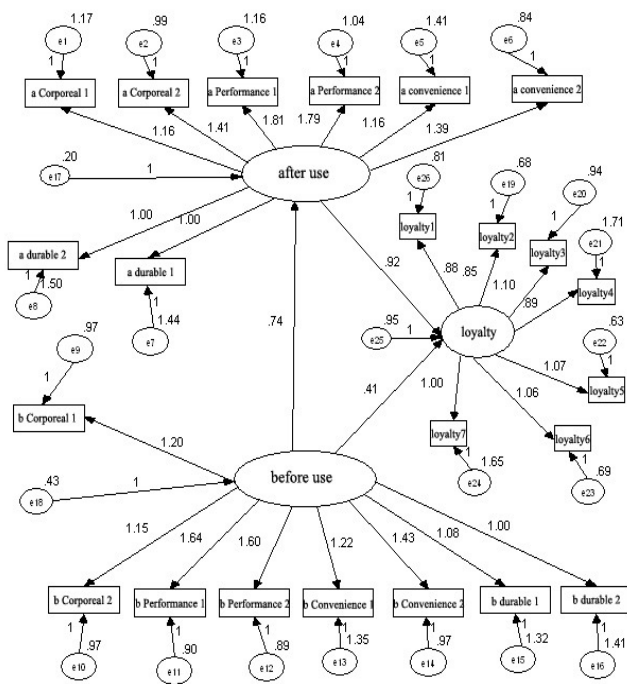 1.17
.99
1.16
1.04
1.41
.84
e1
e2
e3
e4
e5
e6
1
1
1
1
1
1
a Corporeal 1
a Corporeal 2
a Performance 1
a Performance 2
a convenience 1
a convenience 2
1.16
1.41
1.81
1.79
1.16
1.39
.20
e17
1
after use
.81
e26
1
loyalty1
.68
e19
1
loyalty2
.94
e20
1
loyalty3
1.71
e21
1
loyalty4
1.00
1.00
a durable 2
1
1.50
e8
a durable 1
1
1.44
e7
.92
.88
.85
1.10
.89
.95
e25
1
loyalty
.63
e22
1
loyalty5
1.07
1.06
1.00
.74
.41
.97
e9
1
b Corporeal 1
1.20
loyalty7
1
1.65
e24
loyalty6
1
.69
e23
.43
e18
1
before use
1.15
1.64
1.60
1.22
1.43
1.08
1.00
b Corporeal 2
b Performance 1
b Performance 2
b Convenience 1
b Convenience 2
b durable 1
b durable 2
1
1
1
1
1
1
1
.97
.90
.89
1.35
.97
1.32
1.41
e10
e11
e12
e13
e14
e15
e16